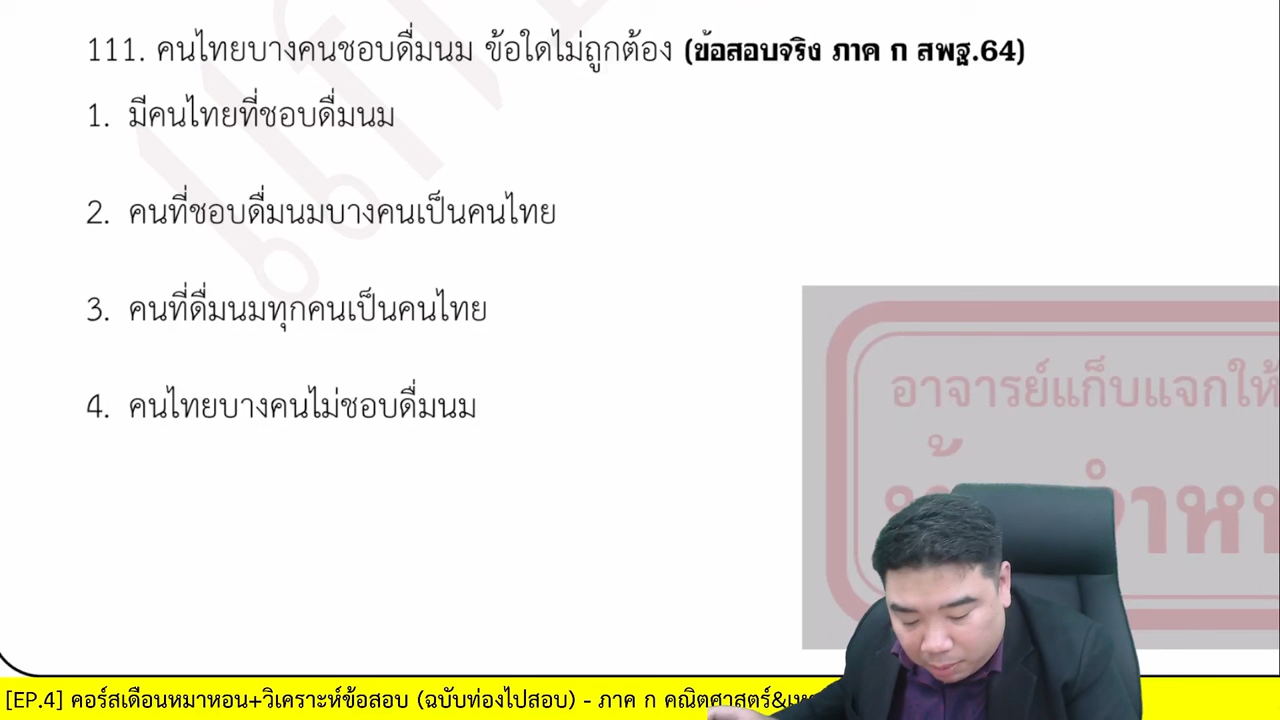 111. คนไทยบางคนชอบดื่มนม ข้อใดไม่ถูกต้อง (ข้อสอบจริง ภาค ก สพฐ.64)
1. มีคนไทยที่ชอบดื่มนม
2. คนที่ชอบดื่มนมบางคนเป็นคนไทย
3. คนที่ดื่มนมทุกคนเป็นคนไทย
4. คนไทยบางคนไม่ชอบดื่มนม
อาจารย์แก็บแจกให้
[EP.4] คอร์สเดือนหมาหอน+วิเคราะห์ข้อสอบ (ฉบับท่องไปสอบ) - ภาค ก คณิตศาสตร์&